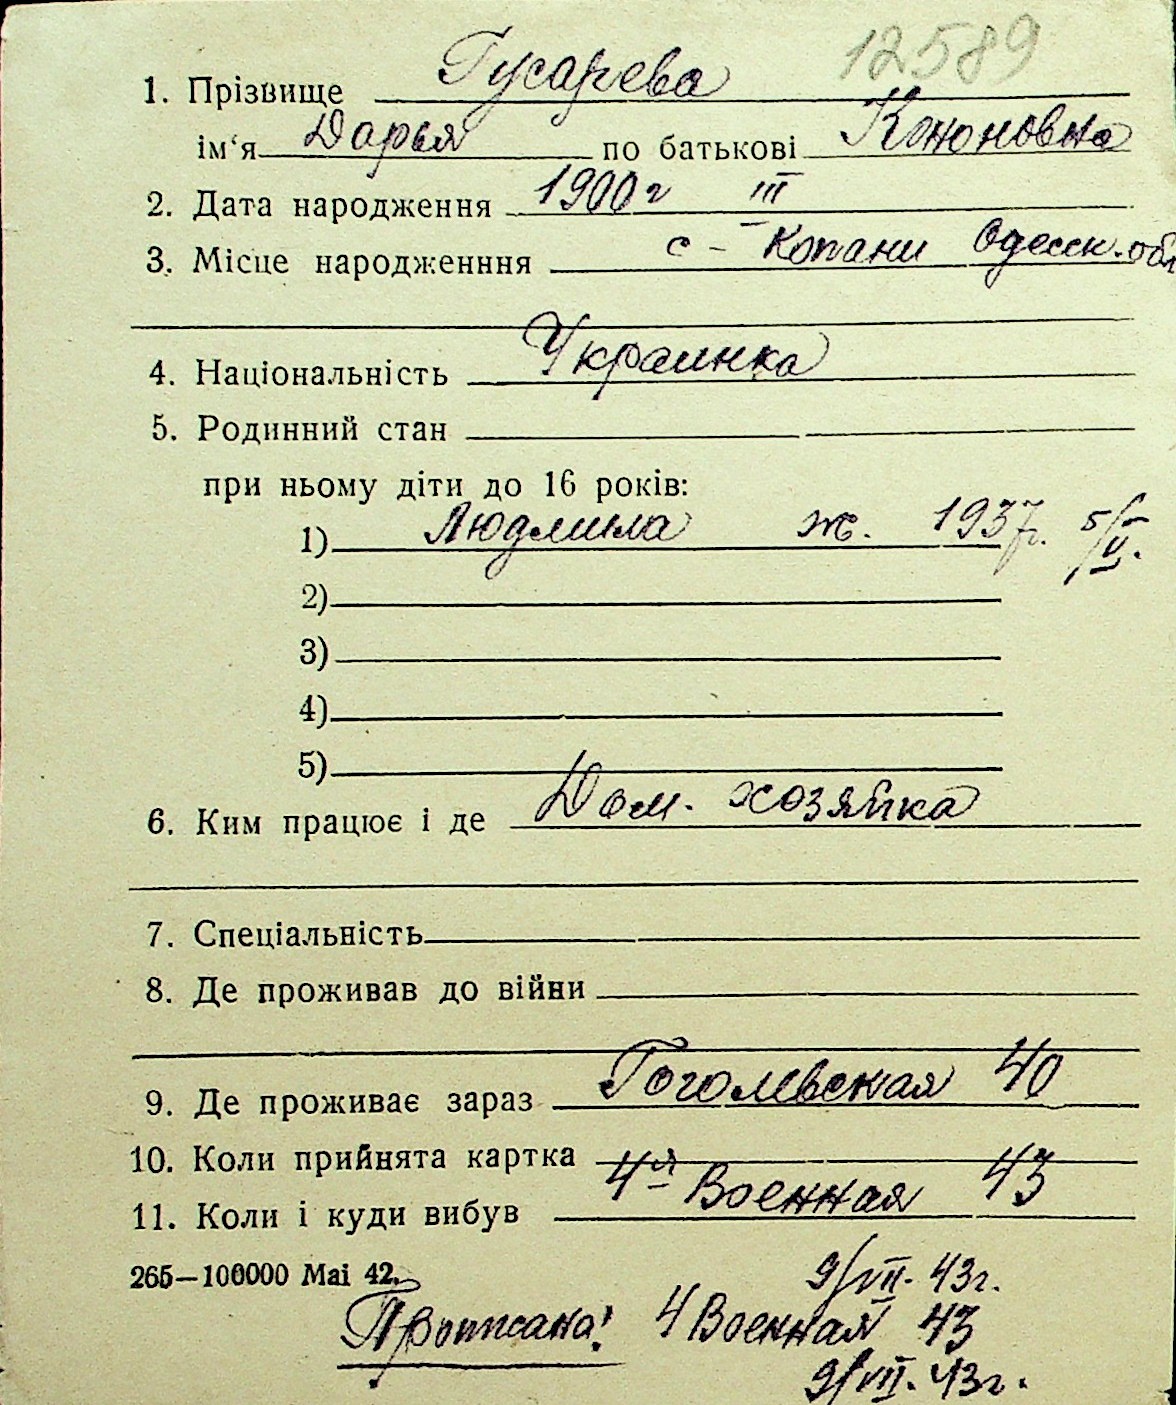 12589
1. Прізвище Гусарева
ім‘я Дарья по батькові Кононовна
2. Дата народження 1900 г III
3. Місце народженння с - Копани Одесск. обл
4. Національність Украинка
5. Родинний стан
при ньому діти до 16 років:
1) Людмила ж. 1937г. 5/V.
2)
3)
4)
5)
6. Ким працює і де Дом. хозяйка
7. Спеціальність
8. Де проживав до війни
9. Де проживає зараз Гоголевская 40
10. Коли прийнята картка
11. Коли і куди вибув 4я Военная 43
265—100000 Mai 42. 9/VII. 43г.
Прописана! 4 Военная 43
9/VII. 43г.